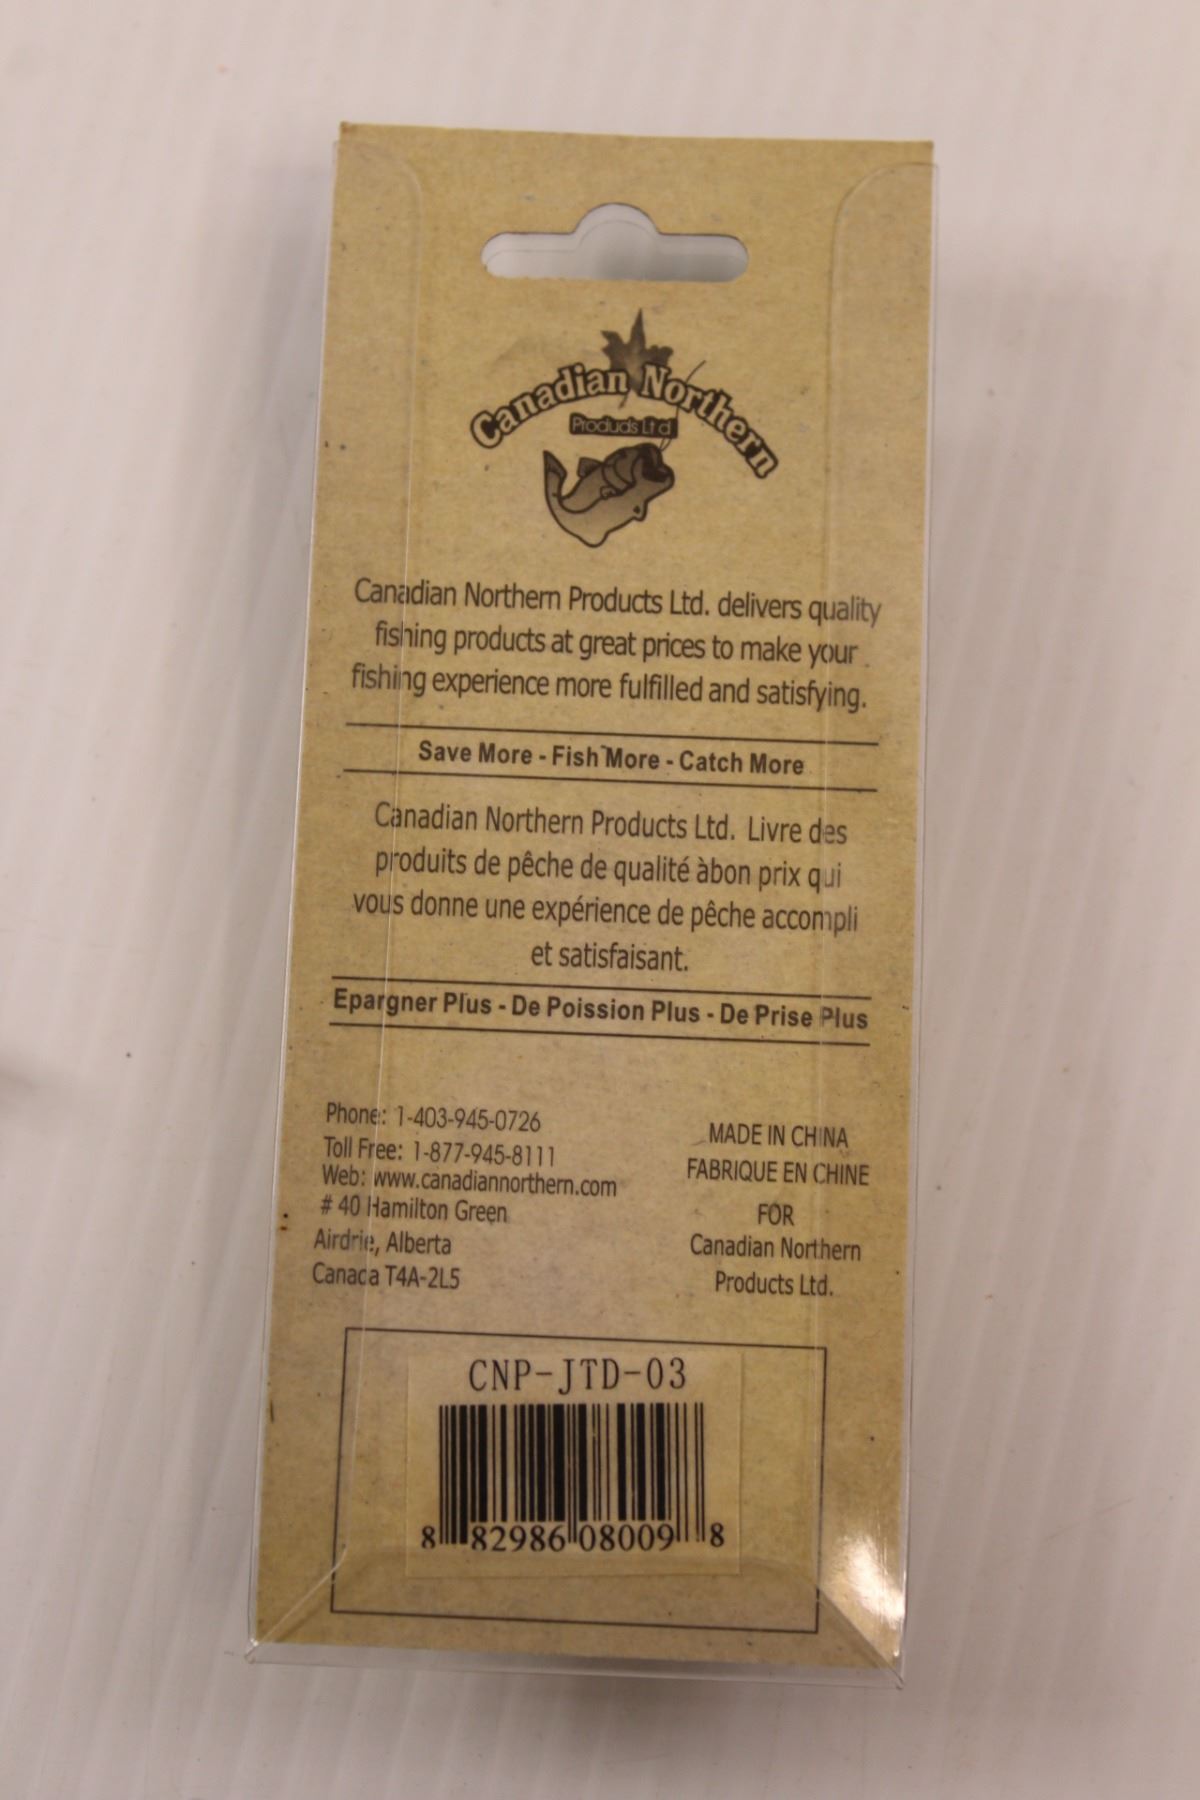 Canadian Northern
Products Ltd
Canadian Northern Products Ltd. delivers quality
fishing products at great prices to make your
fishing experience more fulfilled and satisfying.
Save More - Fish More - Catch More
Canadian Northern Products Ltd. Livre des
produits de pêche de qualité àbon prix qui
vous donne une expérience de pêche accompli
et satisfaisant.
Epargner Plus - De Poission Plus - De Prise Plus
Phone: 1-403-945-0726
Toll Free: 1-877-945-8111
Web: www.canadiannorthern.com
# 40 Hamilton Green
Airdrie, Alberta
Canada T4A-2L5
MADE IN CHINA
FABRIQUE EN CHINE
FOR
Canadian Northern
Products Ltd.
CNP-JTD-03
8 82986 08009 8